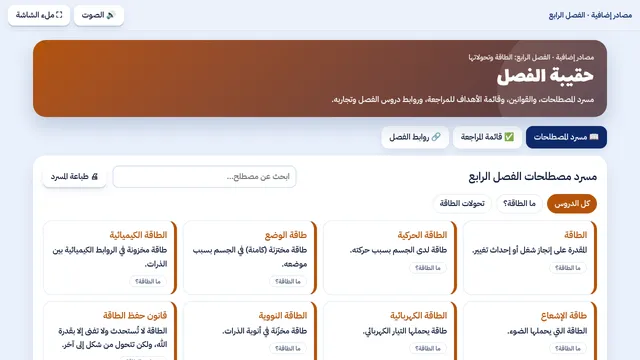 مصادر إضافية - الفصل الرابع
🔊 الصوت
⛶ ملء الشاشة
مصادر إضافية - الفصل الرابع: الطاقة وتحولاتها
حقيبة الفصل
مسرد المصطلحات، والقوانين، وقائمة الأهداف للمراجعة، وروابط دروس الفصل وتجاربه.
📖 مسرد المصطلحات
✅ قائمة المراجعة
🔗 روابط الفصل
مسرد مصطلحات الفصل الرابع
ابحث عن مصطلح...
🖨 طباعة المسرد
كل الدروس
ما الطاقة؟
تحولات الطاقة
الطاقة
المقدرة على إنجاز شغل أو إحداث تغيير.
ما الطاقة؟
الطاقة الحركية
طاقة لدى الجسم بسبب حركته.
ما الطاقة؟
طاقة الوضع
طاقة مختزنة (كامنة) في الجسم بسبب
موضعه.
ما الطاقة؟
الطاقة الكيميائية
طاقة مخزونة في الروابط الكيميائية بين
الذرات.
ما الطاقة؟
طاقة الإشعاع
الطاقة التي يحملها الضوء.
ما الطاقة؟
الطاقة الكهربائية
طاقة يحملها التيار الكهربائي.
ما الطاقة؟
الطاقة النووية
طاقة مخزّنة في أنوية الذرات.
ما الطاقة؟
قانون حفظ الطاقة
الطاقة لا تُستحدث ولا تفنى إلا بقدرة
الله، ولكن تتحول من شكل إلى آخر.